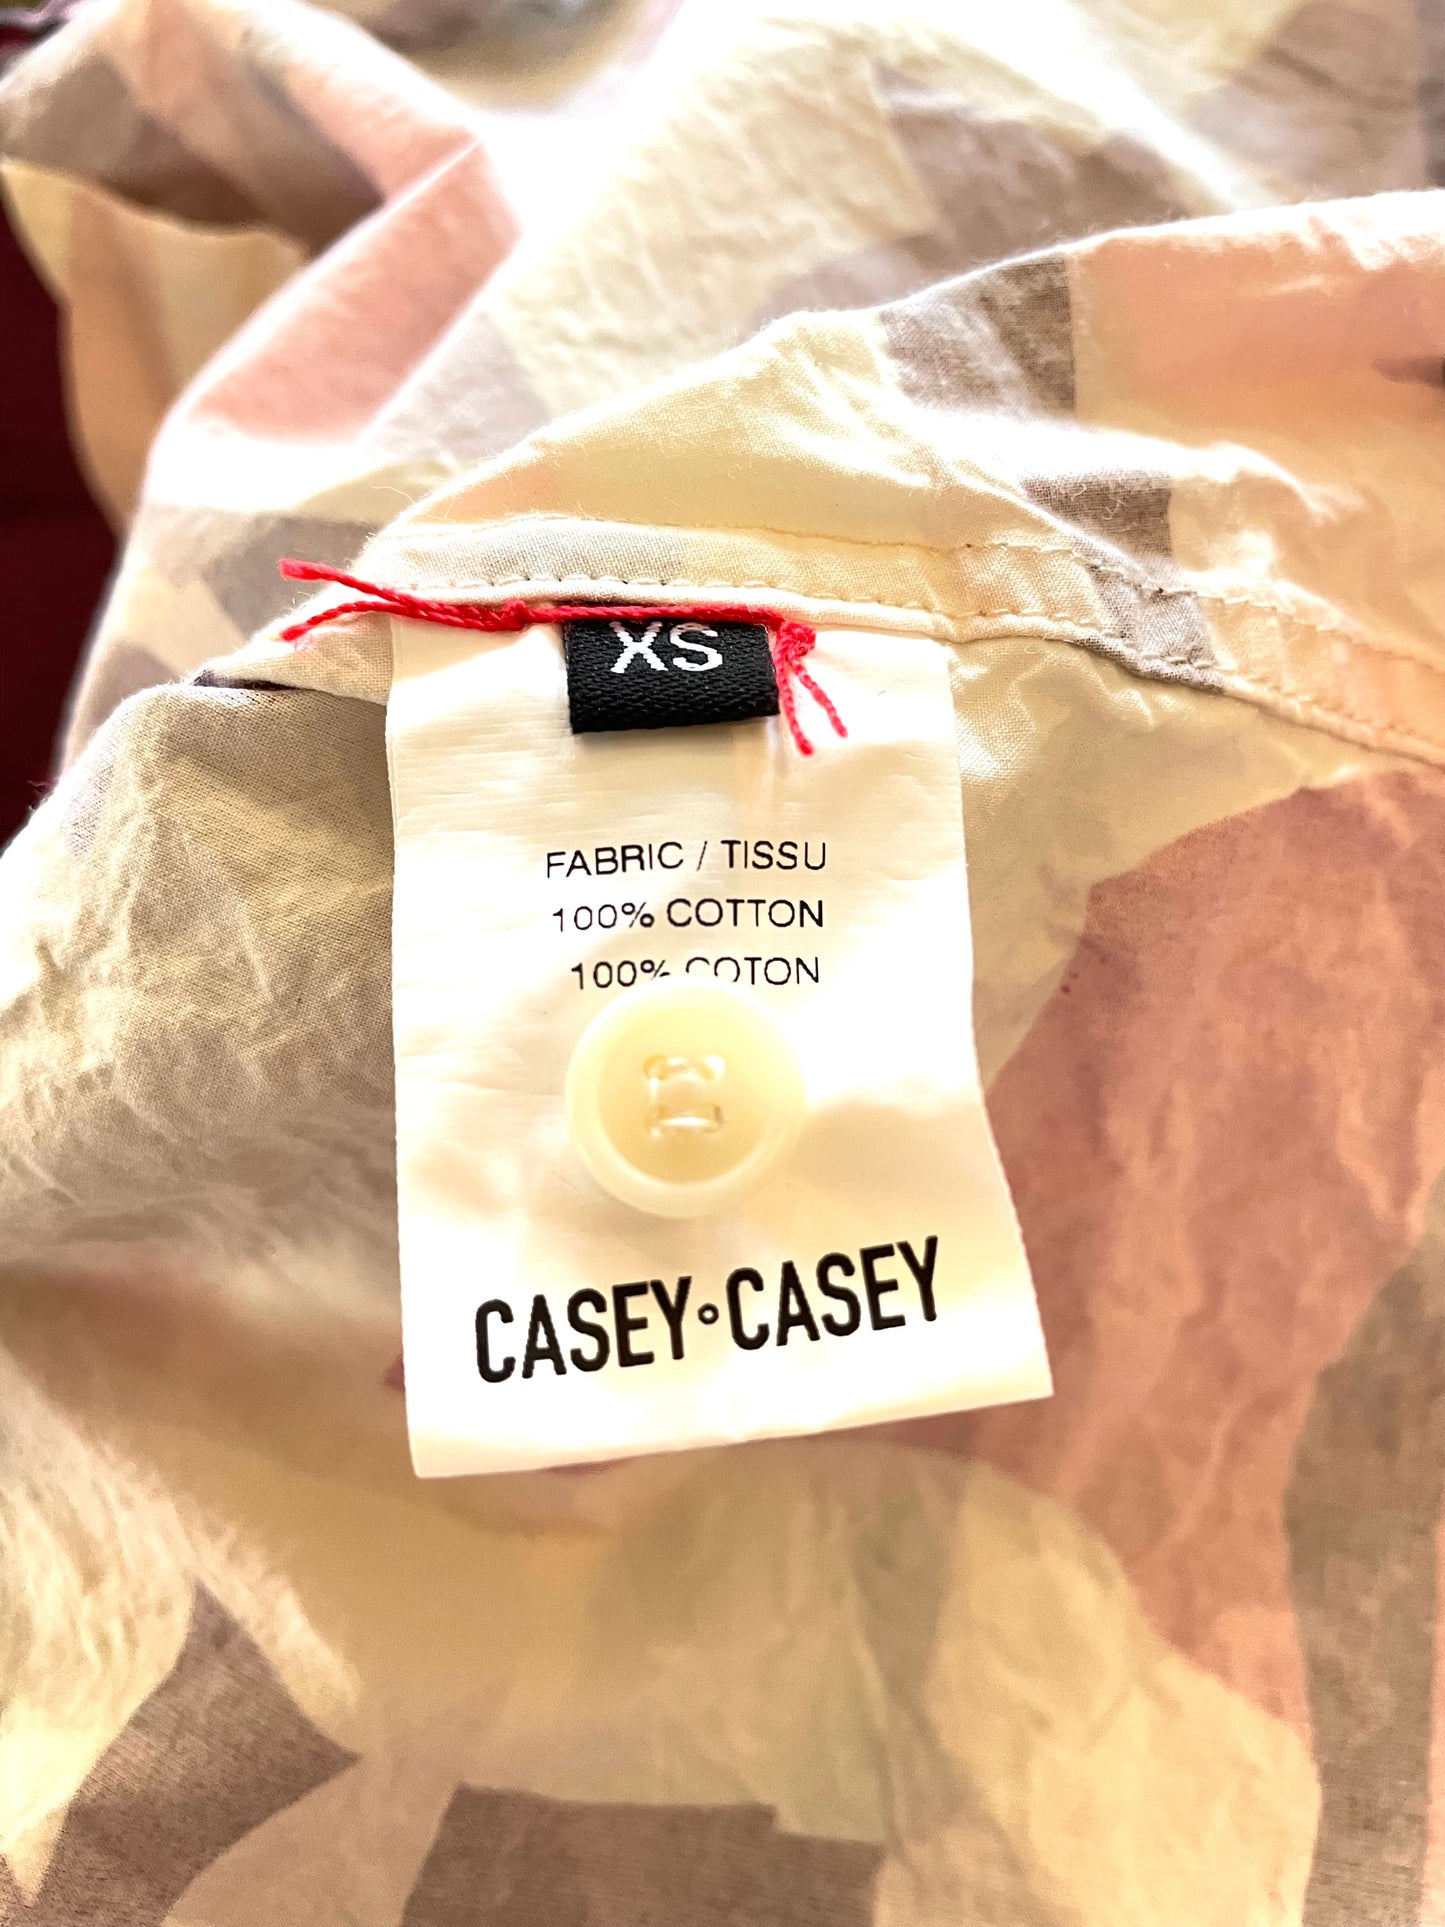 XS
FABRIC / TISSU
100% COTTON
100% COTON
CASEY°CASEY